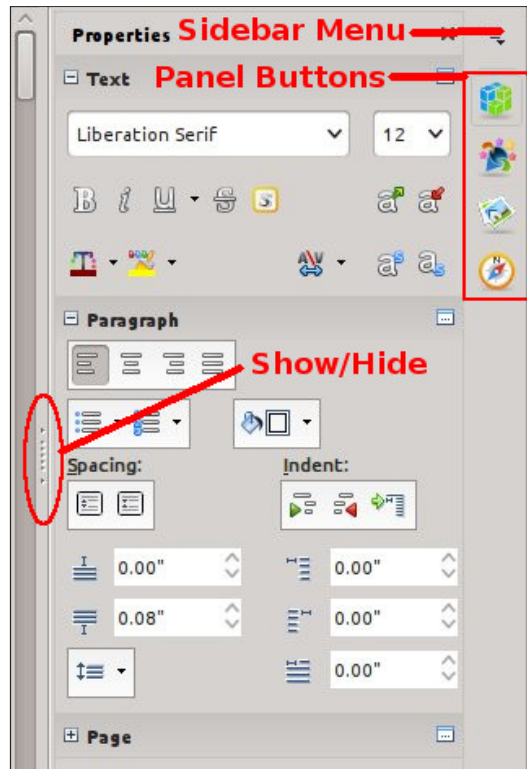 Properties Sidebar Menu
Text Panel Buttons
Liberation Serif 12
Paragraph
Show/Hide
Spacing: Indent:
0.00" 0.00"
0.08" 0.00"
0.00"
Page